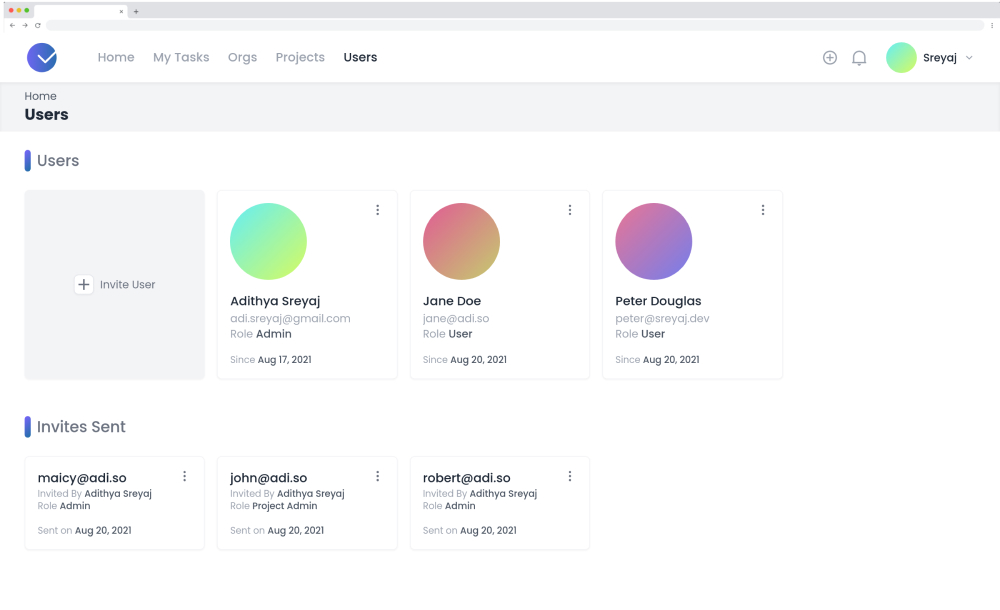 Home My Tasks Orgs Projects Users Sreyaj
Home
Users
Users
Invite User
Adithya Sreyaj
adi.sreyaj@gmail.com
Role Admin
Since Aug 17, 2021
Jane Doe
jane@adi.so
Role User
Since Aug 20, 2021
Peter Douglas
peter@sreyaj.dev
Role User
Since Aug 20, 2021
Invites Sent
maicy@adi.so
Invited By Adithya Sreyaj
Role Admin
Sent on Aug 20, 2021
john@adi.so
Invited By Adithya Sreyaj
Role Project Admin
Sent on Aug 20, 2021
robert@adi.so
Invited By Adithya Sreyaj
Role Admin
Sent on Aug 20, 2021